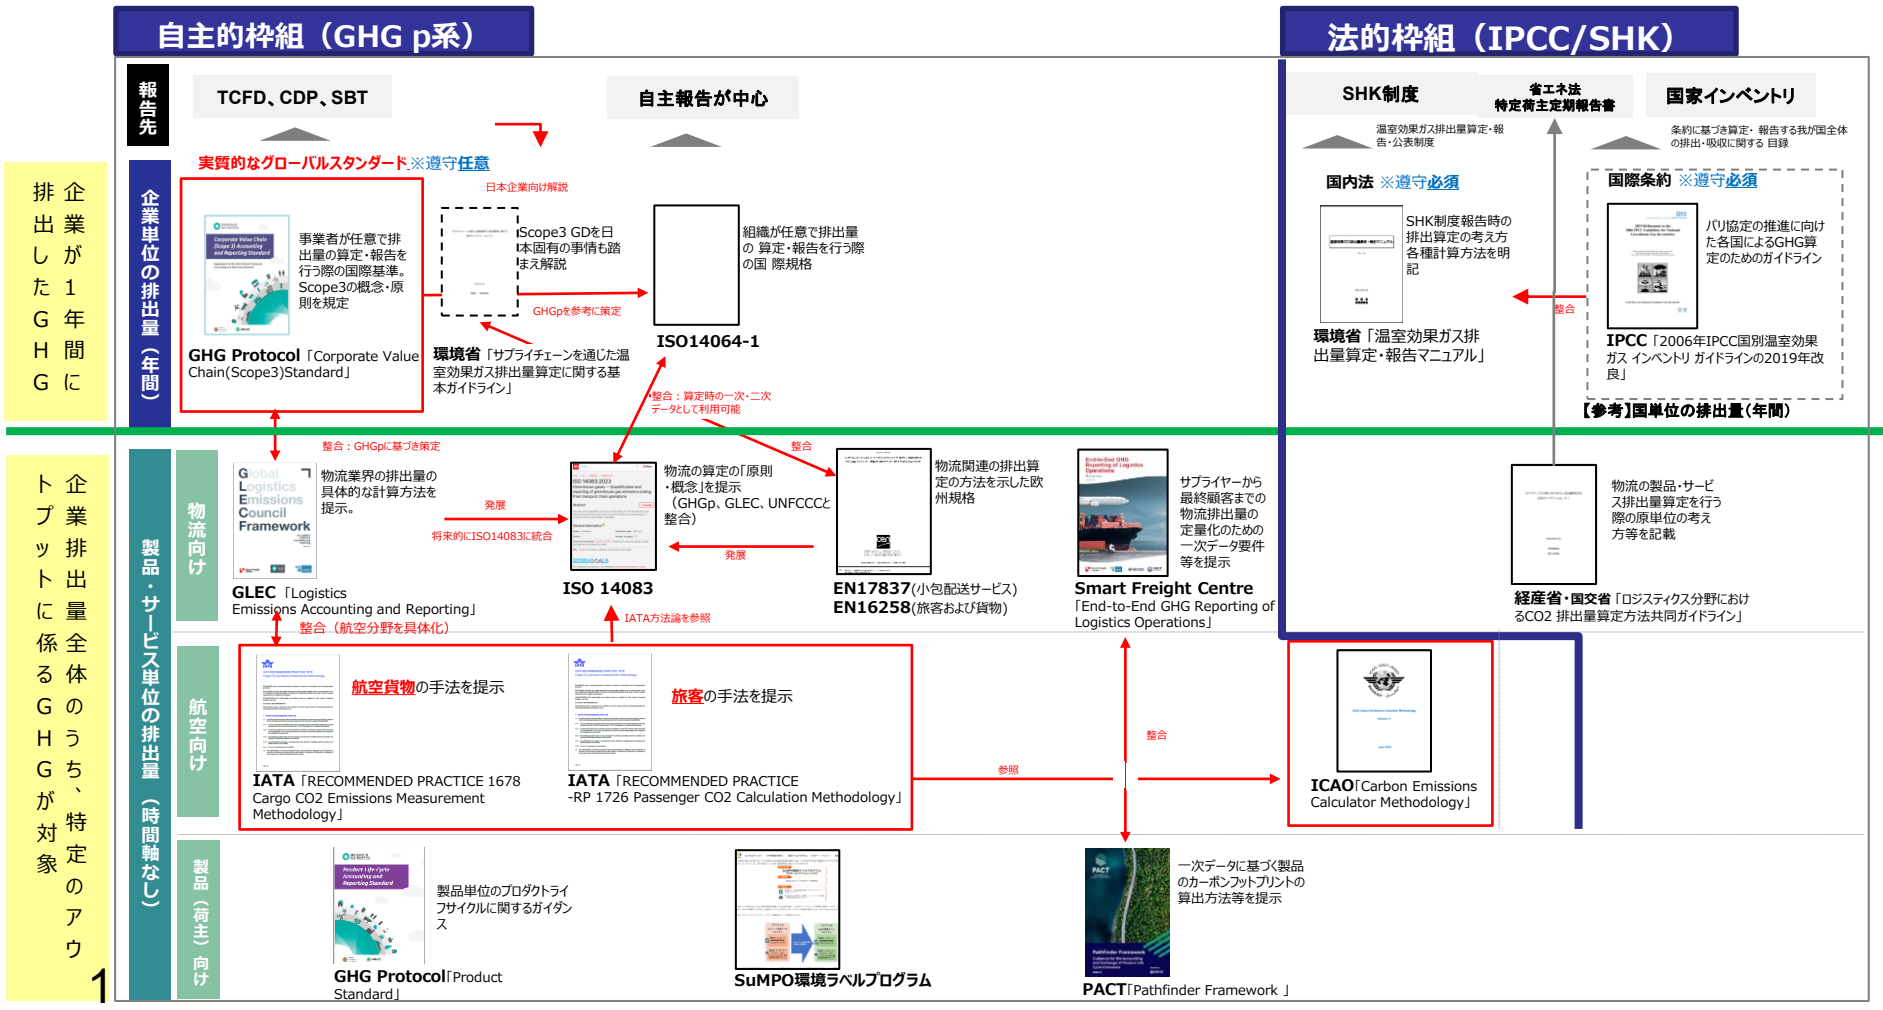 自主的枠組（GHG p系）
法的枠組（IPCC/SHK）
報告先
TCFD、CDP、SBT
自主報告が中心
SHK制度
省エネ法
特定荷主定期報告書
国家インベントリ
温室効果ガス排出量算定・報
告・公表制度
条約に基づき算定・ 報告する我が国全体
の排出・吸収に関する 目録
企業が1年間に
排出したGHG
企業単位の排出量（年間）
実質的なグローバルスタンダード ※遵守任意
日本企業向け解説
国内法 ※遵守必須
国際条約 ※遵守必須
Corporate Value Chain
(Scope 3) Accounting
and Reporting Standard
事業者が任意で排
出量の算定・報告を
行う際の国際基準。
Scope3の概念・原
則を規定
GHG Protocol「Corporate Value
Chain(Scope3)Standard」
Scope3 GDを日
本固有の事情も踏
まえ解説
環境省「サプライチェーンを通じた温
室効果ガス排出量算定に関する基
本ガイドライン」
GHGpを参考に策定
組織が任意で排出量
の 算定・報告を行う際
の国 際規格
ISO14064-1
SHK制度報告時の
排出算定の考え方
各種計算方法を明
記
環境省「温室効果ガス排
出量算定・報告マニュアル」
整合
ipcc
パリ協定の推進に向け
た各国によるGHG算
定のためのガイドライン
IPCC「2006年IPCC国別温室効果
ガス インベントリ ガイドラインの2019年改
良」
【参考】国単位の排出量(年間)
整合：算定時の一次・二次
データとして利用可能
整合：GHGpに基づき策定
整合
企業排出量全体のうち、特定のアウ
トプットに係るGHGが対象
製品・サービス単位の排出量 （時間軸なし）
物流向け
Global
Logistics
Emissions
Council
Framework
物流業界の排出量の
具体的な計算方法を
提示。
GLEC「Logistics
Emissions Accounting and Reporting」
発展
将来的にISO14083に統合
ISO 14083:2023
GOALS
物流の算定の「原則
・概念」を提示
（GHGp、GLEC、UNFCCCと
整合）
ISO 14083
発展
物流関連の排出算
定の方法を示した欧
州規格
EN17837(小包配送サービス)
EN16258(旅客および貨物)
End-to-End GHG
Reporting of Logistics
Operations
サプライヤーから
最終顧客までの
物流排出量の
定量化のための
一次データ要件
等を提示
Smart Freight Centre
「End-to-End GHG Reporting of
Logistics Operations」
物流の製品・サービ
ス排出量算定を行う
際の原単位の考え
方等を記載
経産省・国交省「ロジスティクス分野におけ
るCO2 排出量算定方法共同ガイドライン」
整合（航空分野を具体化）
IATA方法論を参照
航空向け
航空貨物の手法を提示
IATA「RECOMMENDED PRACTICE 1678
Cargo CO2 Emissions Measurement
Methodology」
旅客の手法を提示
IATA「RECOMMENDED PRACTICE
-RP 1726 Passenger CO2 Calculation Methodology」
参照
整合
ICAO「Carbon Emissions
Calculator Methodology」
製品（荷主）向け
Product Life Cycle
Accounting and
Reporting Standard
製品単位のプロダクトライ
フサイクルに関するガイダン
ス
GHG Protocol「Product
Standard」
SuMPO環境ラベルプログラム
PACT
Pathfinder Framework
一次データに基づく製品
のカーボンフットプリントの
算出方法等を提示
PACT「Pathfinder Framework 」
1